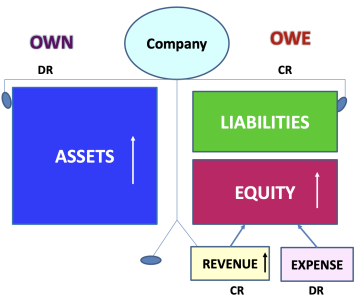 Company
OWN
OWE
DR
CR
ASSETS
LIABILITIES
EQUITY
REVENUE
EXPENSE
CR
DR